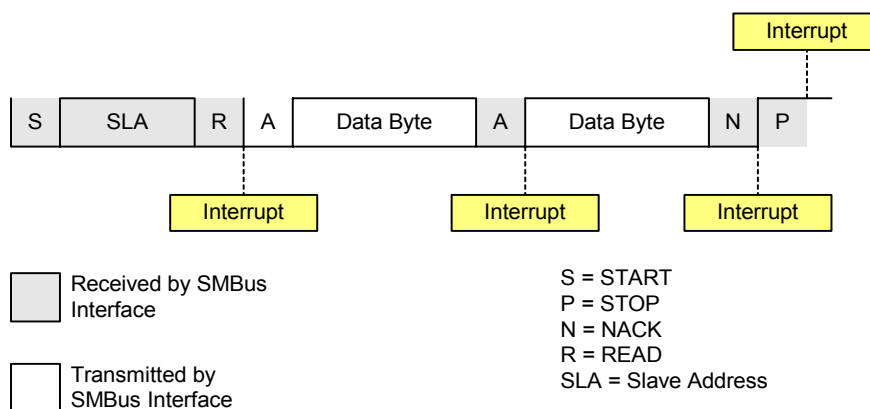 Interrupt
S SLA R A Data Byte A Data Byte N P
Interrupt Interrupt Interrupt
Received by SMBus
Interface
Transmitted by
SMBus Interface
S = START
P = STOP
N = NACK
R = READ
SLA = Slave Address